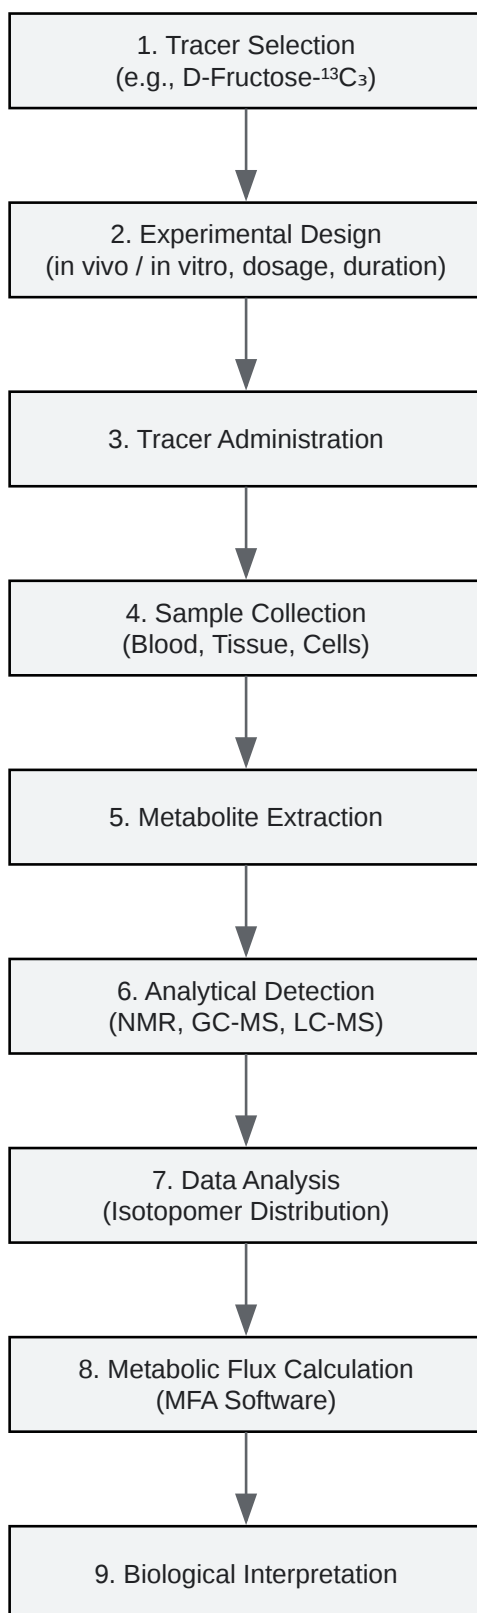 1. Tracer Selection
(e.g., D-Fructose-¹³C₃)
2. Experimental Design
(in vivo / in vitro, dosage, duration)
3. Tracer Administration
4. Sample Collection
(Blood, Tissue, Cells)
5. Metabolite Extraction
6. Analytical Detection
(NMR, GC-MS, LC-MS)
7. Data Analysis
(Isotopomer Distribution)
8. Metabolic Flux Calculation
(MFA Software)
9. Biological Interpretation